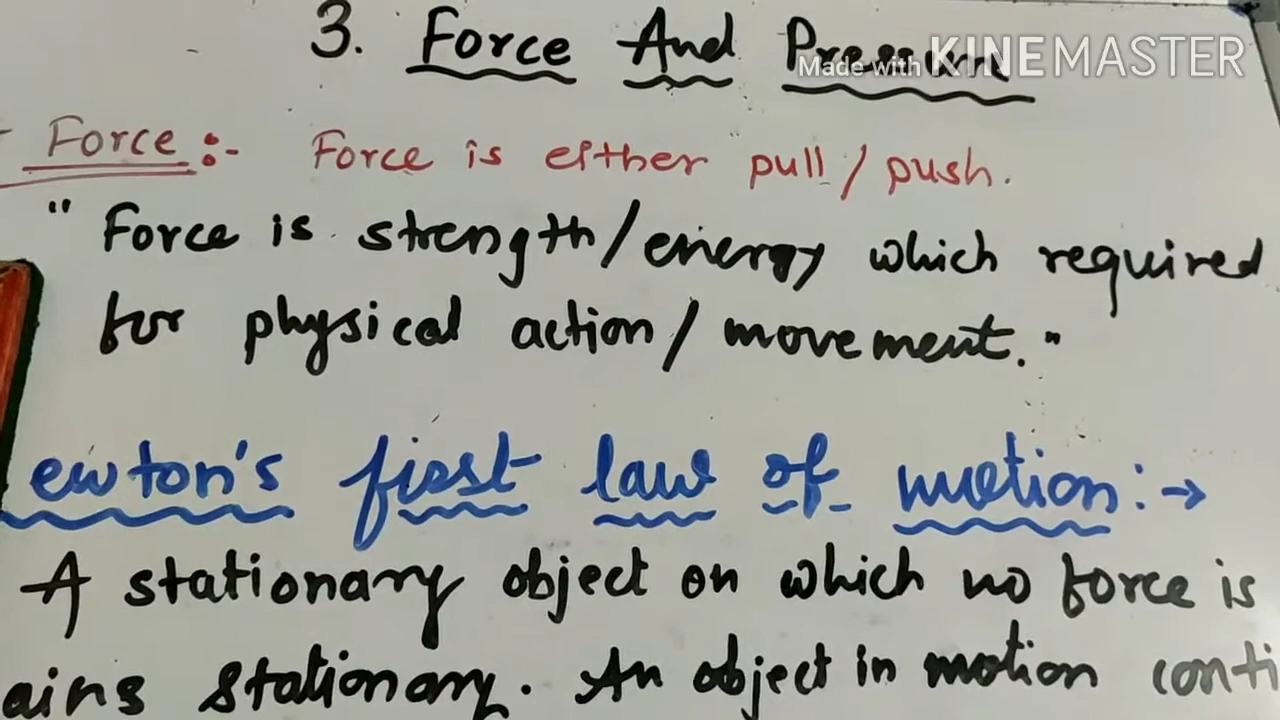 3. Force And Pressure
Made with KINEMASTER
Force :- Force is either pull / push.
" Force is strength/energy which required
for physical action / movement. "
ewton's first law of motion :→
A stationary object on which no force is
ains stationary. An object in motion conti